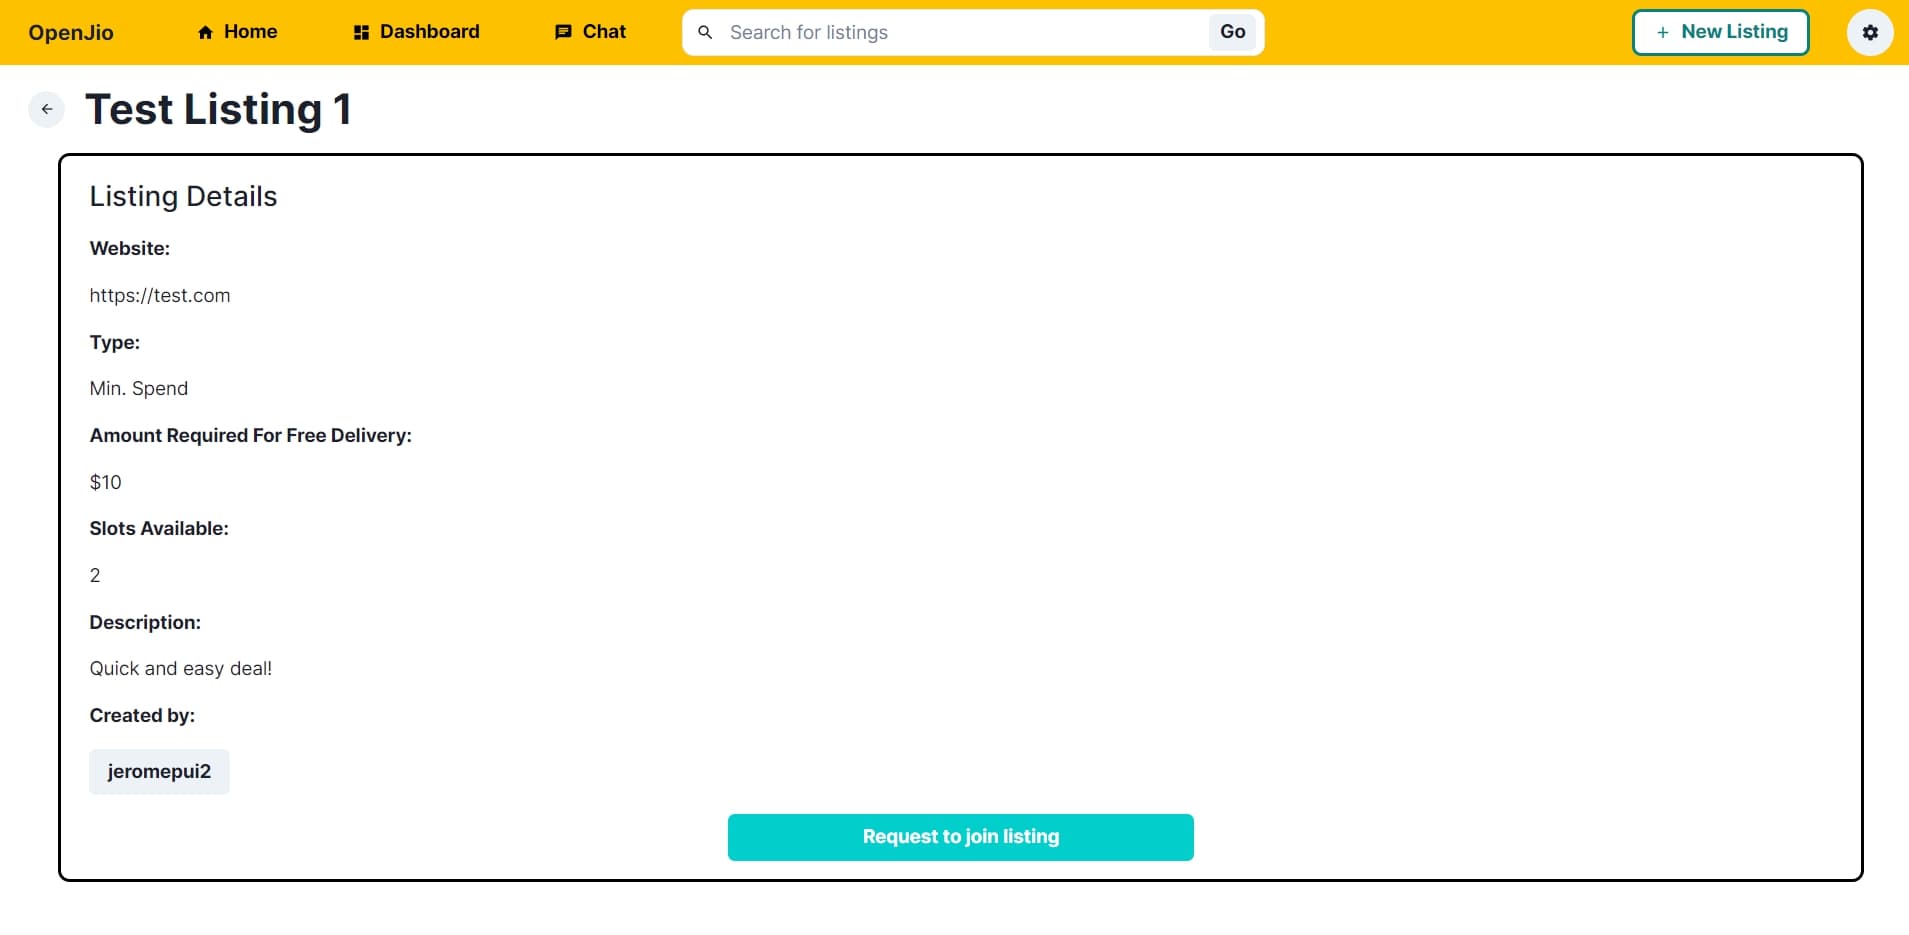 OpenJio
Home
Dashboard
Chat
Search for listings
Go
+ New Listing
Test Listing 1
Listing Details
Website:
https://test.com
Type:
Min. Spend
Amount Required For Free Delivery:
$10
Slots Available:
2
Description:
Quick and easy deal!
Created by:
jeromepui2
Request to join listing